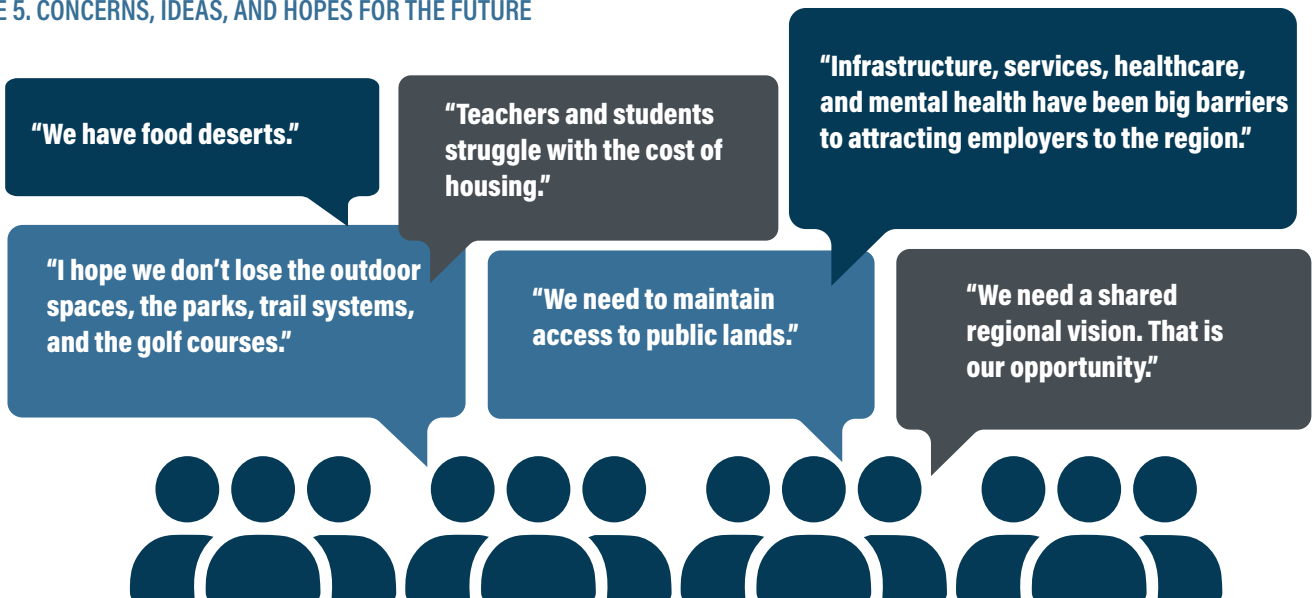 E 5. CONCERNS, IDEAS, AND HOPES FOR THE FUTURE
“We have food deserts.”
“Teachers and students
struggle with the cost of
housing.”
“Infrastructure, services, healthcare,
and mental health have been big barriers
to attracting employers to the region.”
“I hope we don’t lose the outdoor
spaces, the parks, trail systems,
and the golf courses.”
“We need to maintain
access to public lands.”
“We need a shared
regional vision. That is
our opportunity.”